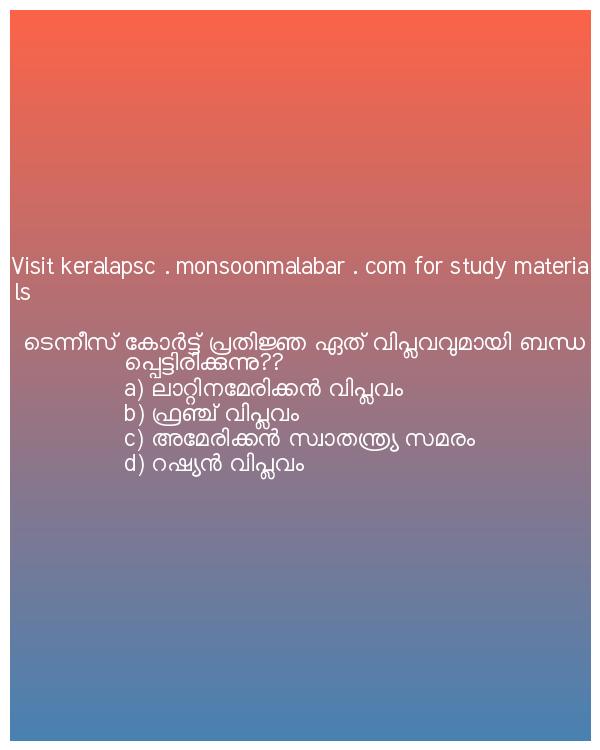 Visit keralapsc . monsoonmalabar . com for study materia
ls
ടെന്നീസ് കോർട്ട് പ്രതിജ്ഞ ഏത് വിപ്ലവവുമായി ബന്ധ
പ്പെട്ടിരിക്കുന്നു??
a) ലാറ്റിനമേരിക്കൻ വിപ്ലവം
b) ഫ്രഞ്ച് വിപ്ലവം
c) അമേരിക്കൻ സ്വാതന്ത്ര്യ സമരം
d) റഷ്യൻ വിപ്ലവം